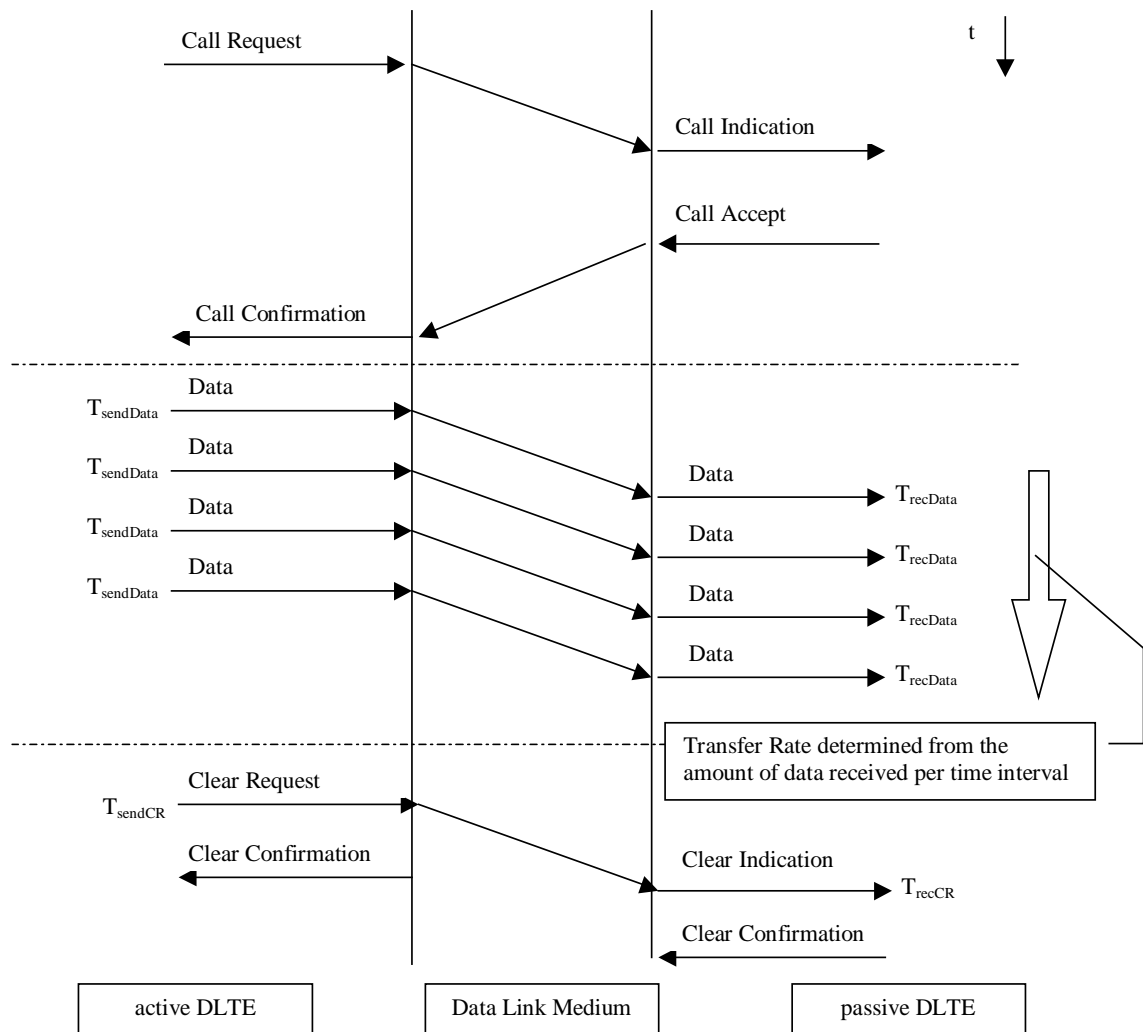 Call Request
t
Call Indication
Call Accept
Call Confirmation
Data
TsendData
Data
TsendData
Data
TrecData
Data
TsendData
Data
TrecData
Data
TsendData
Data
TrecData
Data
TrecData
Transfer Rate determined from the
amount of data received per time interval
Clear Request
TsendCR
Clear Confirmation
Clear Indication
TrecCR
Clear Confirmation
active DLTE
Data Link Medium
passive DLTE